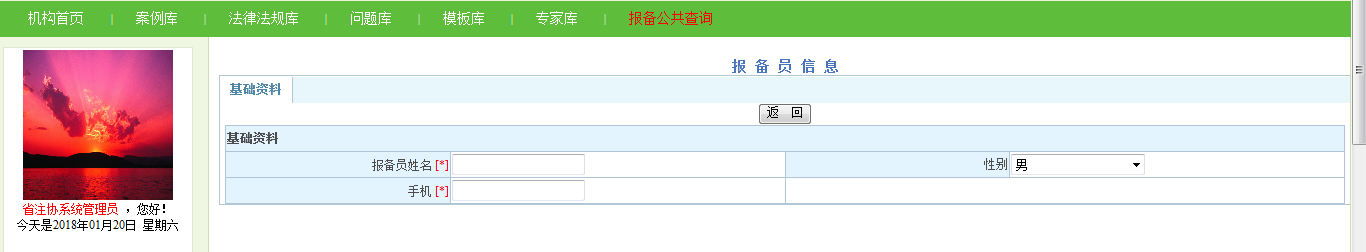 机构首页 | 案例库 | 法律法规库 | 问题库 | 模板库 | 专家库 | 报备公共查询
报备员信息
基础资料
返 回
基础资料
报备员姓名 [*] 性别 男
手机 [*]
省注协系统管理员 ，您好！
今天是2018年01月20日 星期六